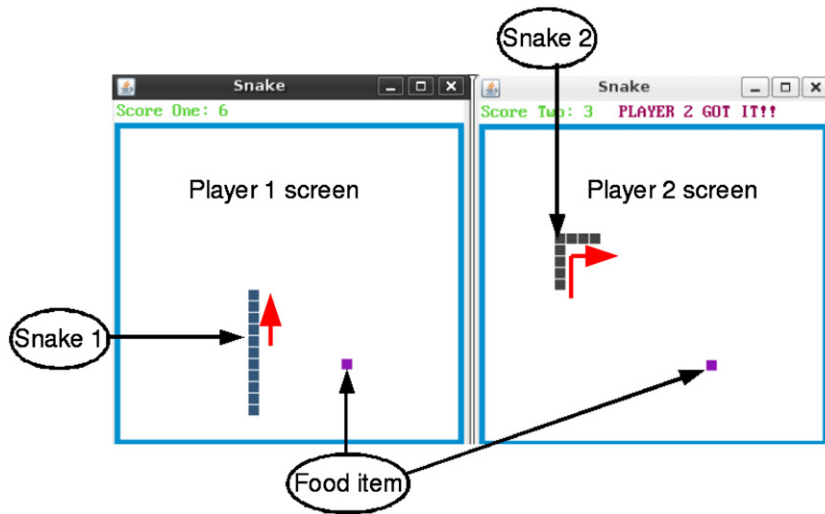 Snake 2
Snake
Score One: 6
Player 1 screen
Snake 1
Snake
Score Two: 3 PLAYER 2 GOT IT!!
Player 2 screen
Food item